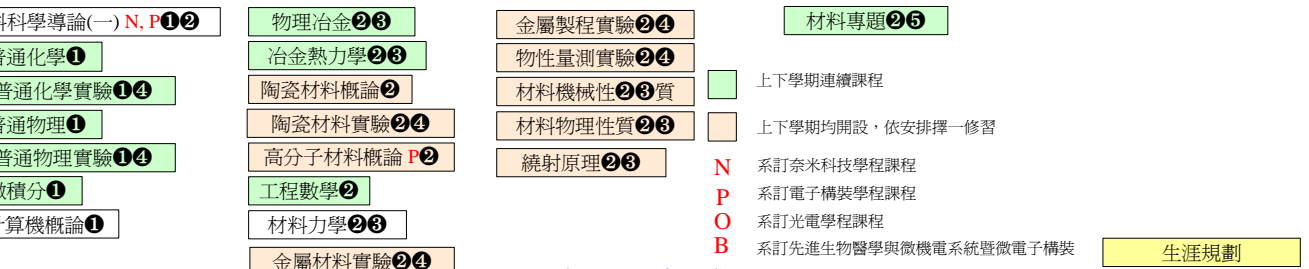 料科學導論(一) N, P❶❷
普通化學❶
普通化學實驗❶❹
普通物理❶
普通物理實驗❶❹
微積分❶
計算機概論❶
物理冶金❷❸
冶金熱力學❷❸
陶瓷材料概論❷
陶瓷材料實驗❷❹
高分子材料概論 P❷
工程數學❷
材料力學❷❸
金屬材料實驗❷❹
金屬製程實驗❷❹
物性量測實驗❷❹
材料機械性❷❸質
材料物理性質❷❸
繞射原理❷❸
材料專題❷❺
上下學期連續課程
上下學期均開設，依安排擇一修習
N 系訂奈米科技學程課程
P 系訂電子構裝學程課程
O 系訂光電學程課程
B 系訂先進生物醫學與微機電系統暨微電子構裝
生涯規劃